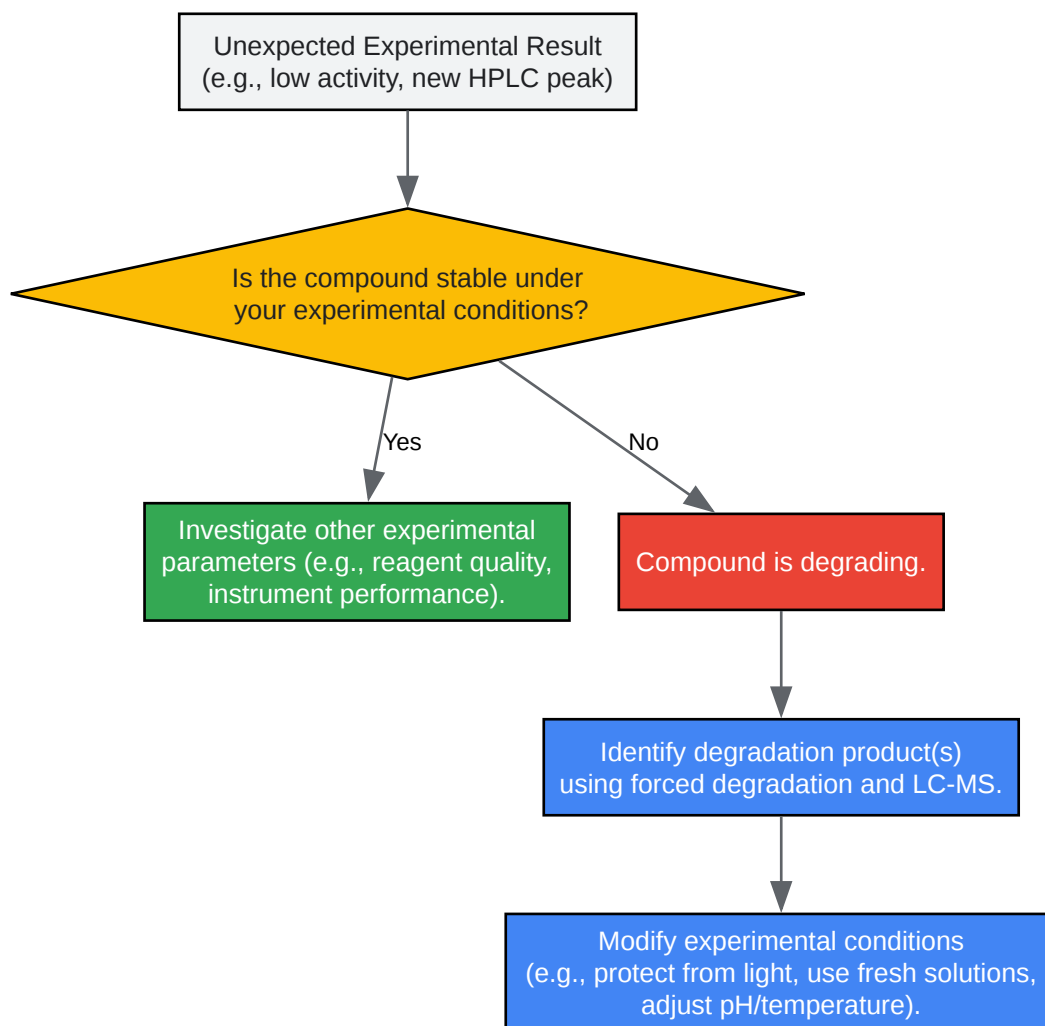 Unexpected Experimental Result
(e.g., low activity, new HPLC peak)
Is the compound stable under
your experimental conditions?
Yes
No
Investigate other experimental
parameters (e.g., reagent quality,
instrument performance).
Compound is degrading.
Identify degradation product(s)
using forced degradation and LC-MS.
Modify experimental conditions
(e.g., protect from light, use fresh solutions,
adjust pH/temperature).